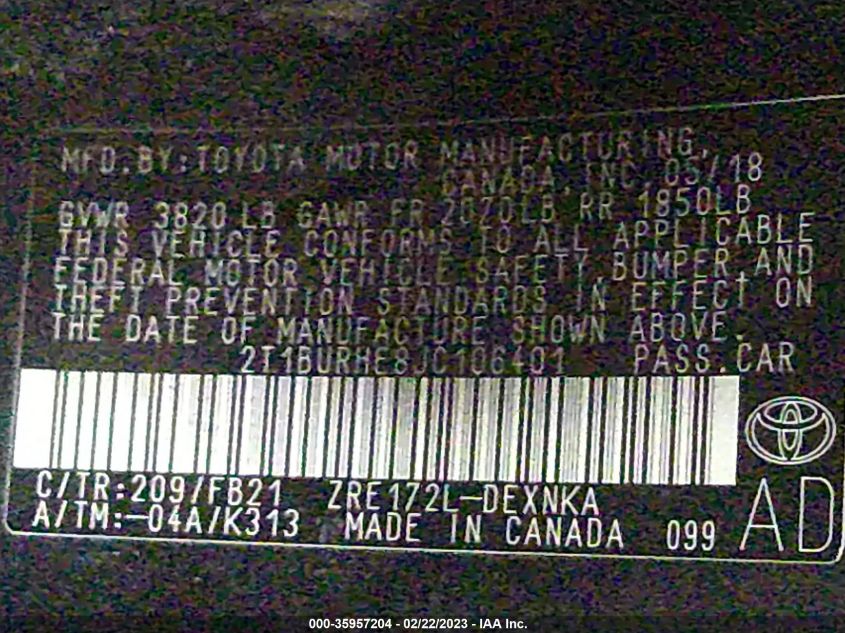 MFD.BY:TOYOTA MOTOR MANUFACTURING,
CANADA, INC. 05/18
GVWR 3820 LB GAWR FR 2020LB RR 1850LB
THIS VEHICLE CONFORMS TO ALL APPLICABLE
FEDERAL MOTOR VEHICLE SAFETY,BUMPER,AND
THEFT PREVENTION STANDARDS IN EFFECT ON
THE DATE OF MANUFACTURE SHOWN ABOVE.
2T1BURHE8JC106401 PASS.CAR
C/TR:209/FB21 ZRE172L-DEXNKA
A/TM:-04A/K313 MADE IN CANADA 099 AD
000-35957204 - 02/22/2023 - IAA Inc.